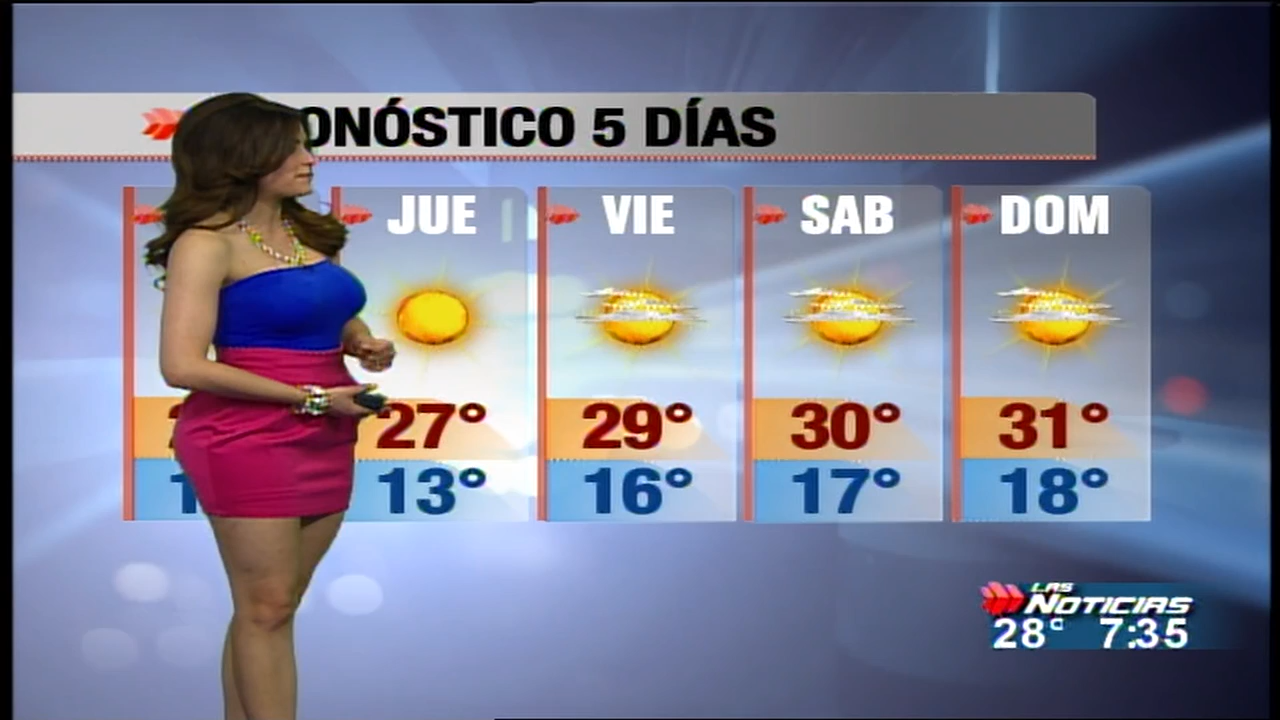 ONÓSTICO 5 DÍAS
JUE VIE SAB DOM
27° 29° 30° 31°
13° 16° 17° 18°
LAS
NOTICIAS
28°C 7:35